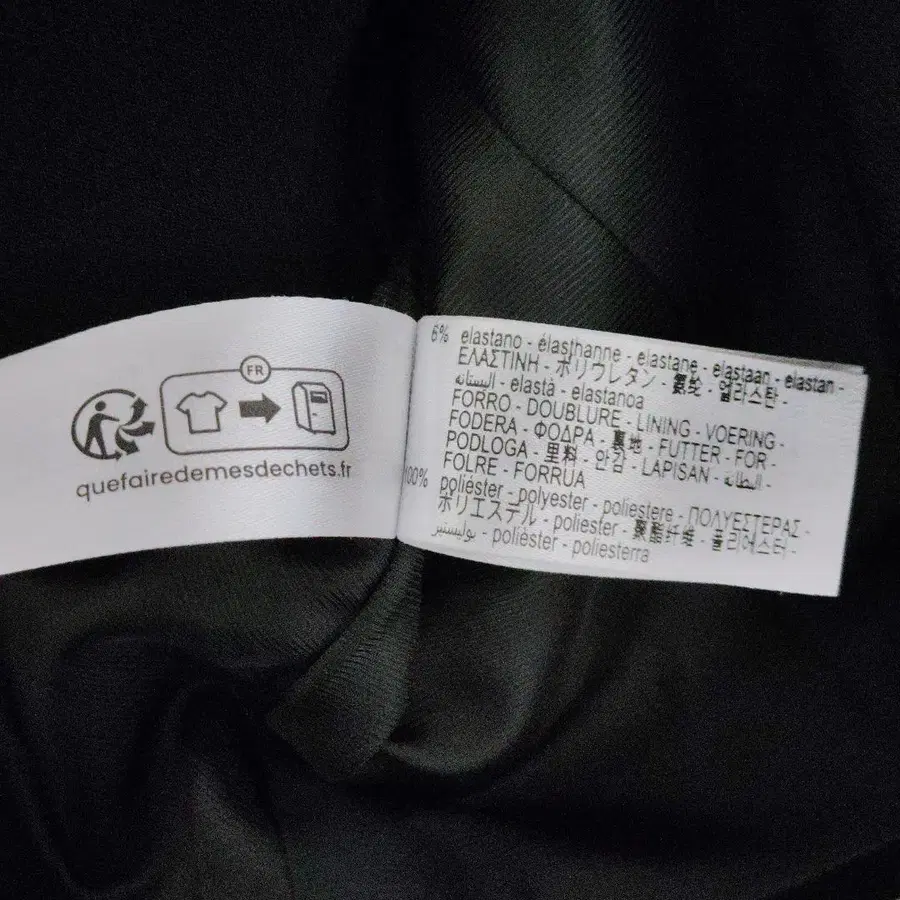 FR
quefairedemesdechets.fr
6% elastano - élasthanne - elastane - elastaan - elastan -
ΕΛΑΣΤΙΝΗ - ポリウレタン - 氨纶 - 엘라스탄 -
الیستانه - elastà - elastanoa
FORRO - DOUBLURE - LINING - VOERING -
FODERA - ΦΟΔΡΑ - 裏地 - FUTTER - FOR -
PODLOGA - 里料 - 안감 - LAPISAN - البطانه -
FOLRE - FORRUA
100% poliéster - polyester - poliestere - ΠΟΛΥΕΣΤΕΡΑΣ -
ポリエステル - poliester - 聚酯纤维 - 폴리에스터 -
بوليستير - polièster - poliesterra